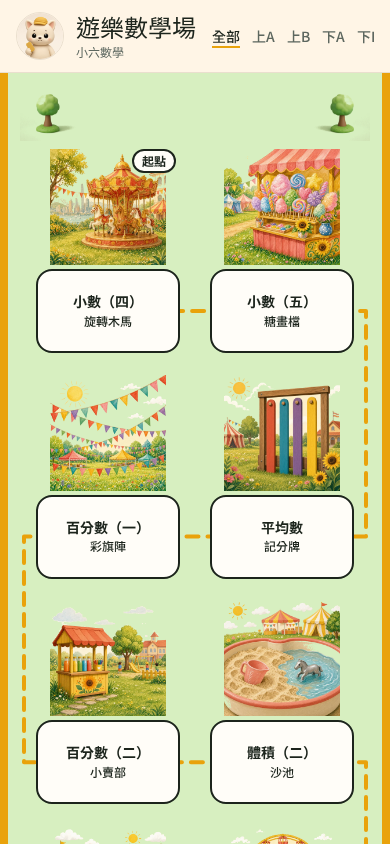 遊樂數學場
小六數學
全部 上A 上B 下A
起點
小數（四）
旋轉木馬
小數（五）
糖畫檔
百分數（一）
彩旗陣
平均數
記分牌
百分數（二）
小賣部
體積（二）
沙池